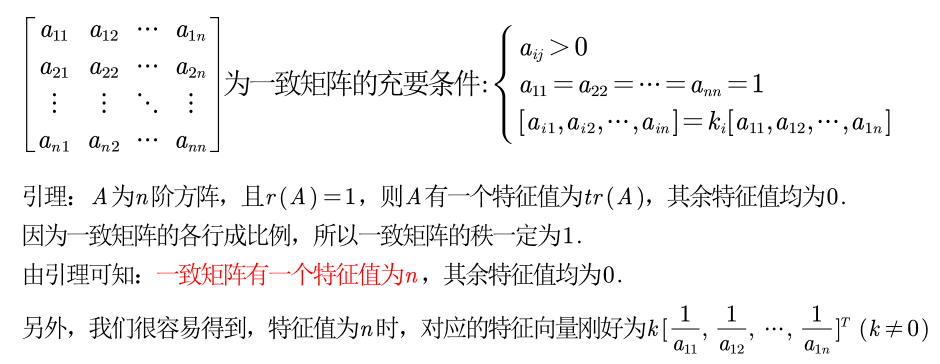 $\begin{bmatrix} a_{11} & a_{12} & \cdots & a_{1n} \\ a_{21} & a_{22} & \cdots & a_{2n} \\ \vdots & \vdots & \ddots & \vdots \\ a_{n1} & a_{n2} & \cdots & a_{nn} \end{bmatrix}$为一致矩阵的充要条件:$\begin{cases} a_{ij}>0 \\ a_{11}=a_{22}=\cdots=a_{nn}=1 \\ [a_{i1},a_{i2},\cdots,a_{in}]=k_i[a_{11},a_{12},\cdots,a_{1n}] \end{cases}$
引理：A为n阶方阵，且r(A)=1，则A有一个特征值为tr(A)，其余特征值均为0.
因为一致矩阵的各行成比例，所以一致矩阵的秩一定为1.
由引理可知：一致矩阵有一个特征值为n，其余特征值均为0.
另外，我们很容易得到，特征值为n时，对应的特征向量刚好为$k[\frac{1}{a_{11}},\frac{1}{a_{12}},\cdots,\frac{1}{a_{1n}}]^T\ (k\neq 0)$